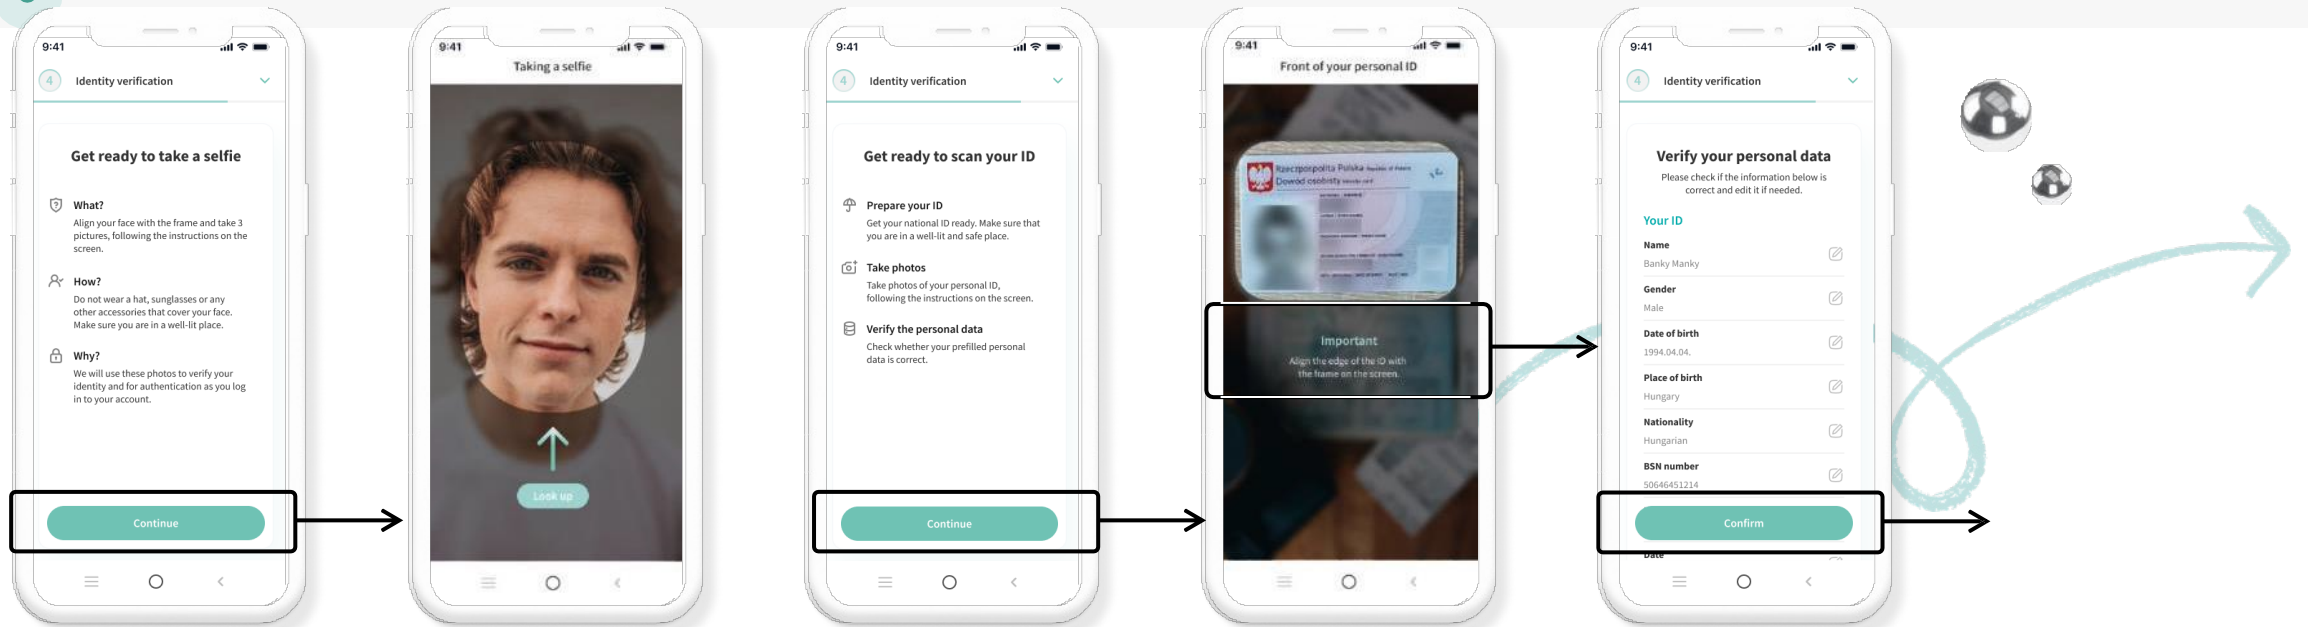 9:41
4 Identity verification
Get ready to take a selfie
What?
Align your face with the frame and take 3
pictures, following the instructions on the
screen.
How?
Do not wear a hat, sunglasses or any
other accessories that cover your face.
Make sure you are in a well-lit place.
Why?
We will use these photos to verify your
identity and for authentication as you log
in to your account.
Continue
9:41
Taking a selfie
Look up
9:41
4 Identity verification
Get ready to scan your ID
Prepare your ID
Get your national ID ready. Make sure that
you are in a well-lit and safe place.
Take photos
Take photos of your personal ID,
following the instructions on the screen.
Verify the personal data
Check whether your prefilled personal
data is correct.
Continue
9:41
Front of your personal ID
Rzeczpospolita Polska Republic of Poland
Dowód osobisty
Important
Align the edge of the ID with
the frame on the screen.
9:41
4 Identity verification
Verify your personal data
Please check if the information below is
correct and edit it if needed.
Your ID
Name
Banky Manky
Gender
Male
Date of birth
1994.04.04.
Place of birth
Hungary
Nationality
Hungarian
BSN number
50646451214
Confirm
Date